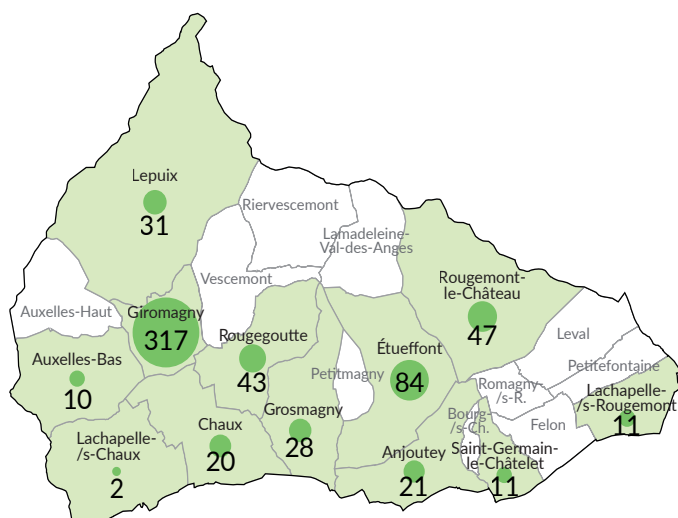 Lepuix
31
Riervescemont
Lamadeleine-
Val-des-Anges
Vescemont
Rougemont-
le-Château
47
Auxelles-Haut
Giromagny
317
Rougegoutte
43
Leval
Étueffont
84
Auxelles-Bas
10
Petitmagny
Petitefontaine
Romagny-
/s-R.
Lachapelle-
/s-Rougemont
11
Grosmagny
28
Bourg-
/s-Ch.
Felon
Chaux
20
Lachapelle-
/s-Chaux
2
Anjoutey
21
Saint-Germain-
le-Châtelet
11